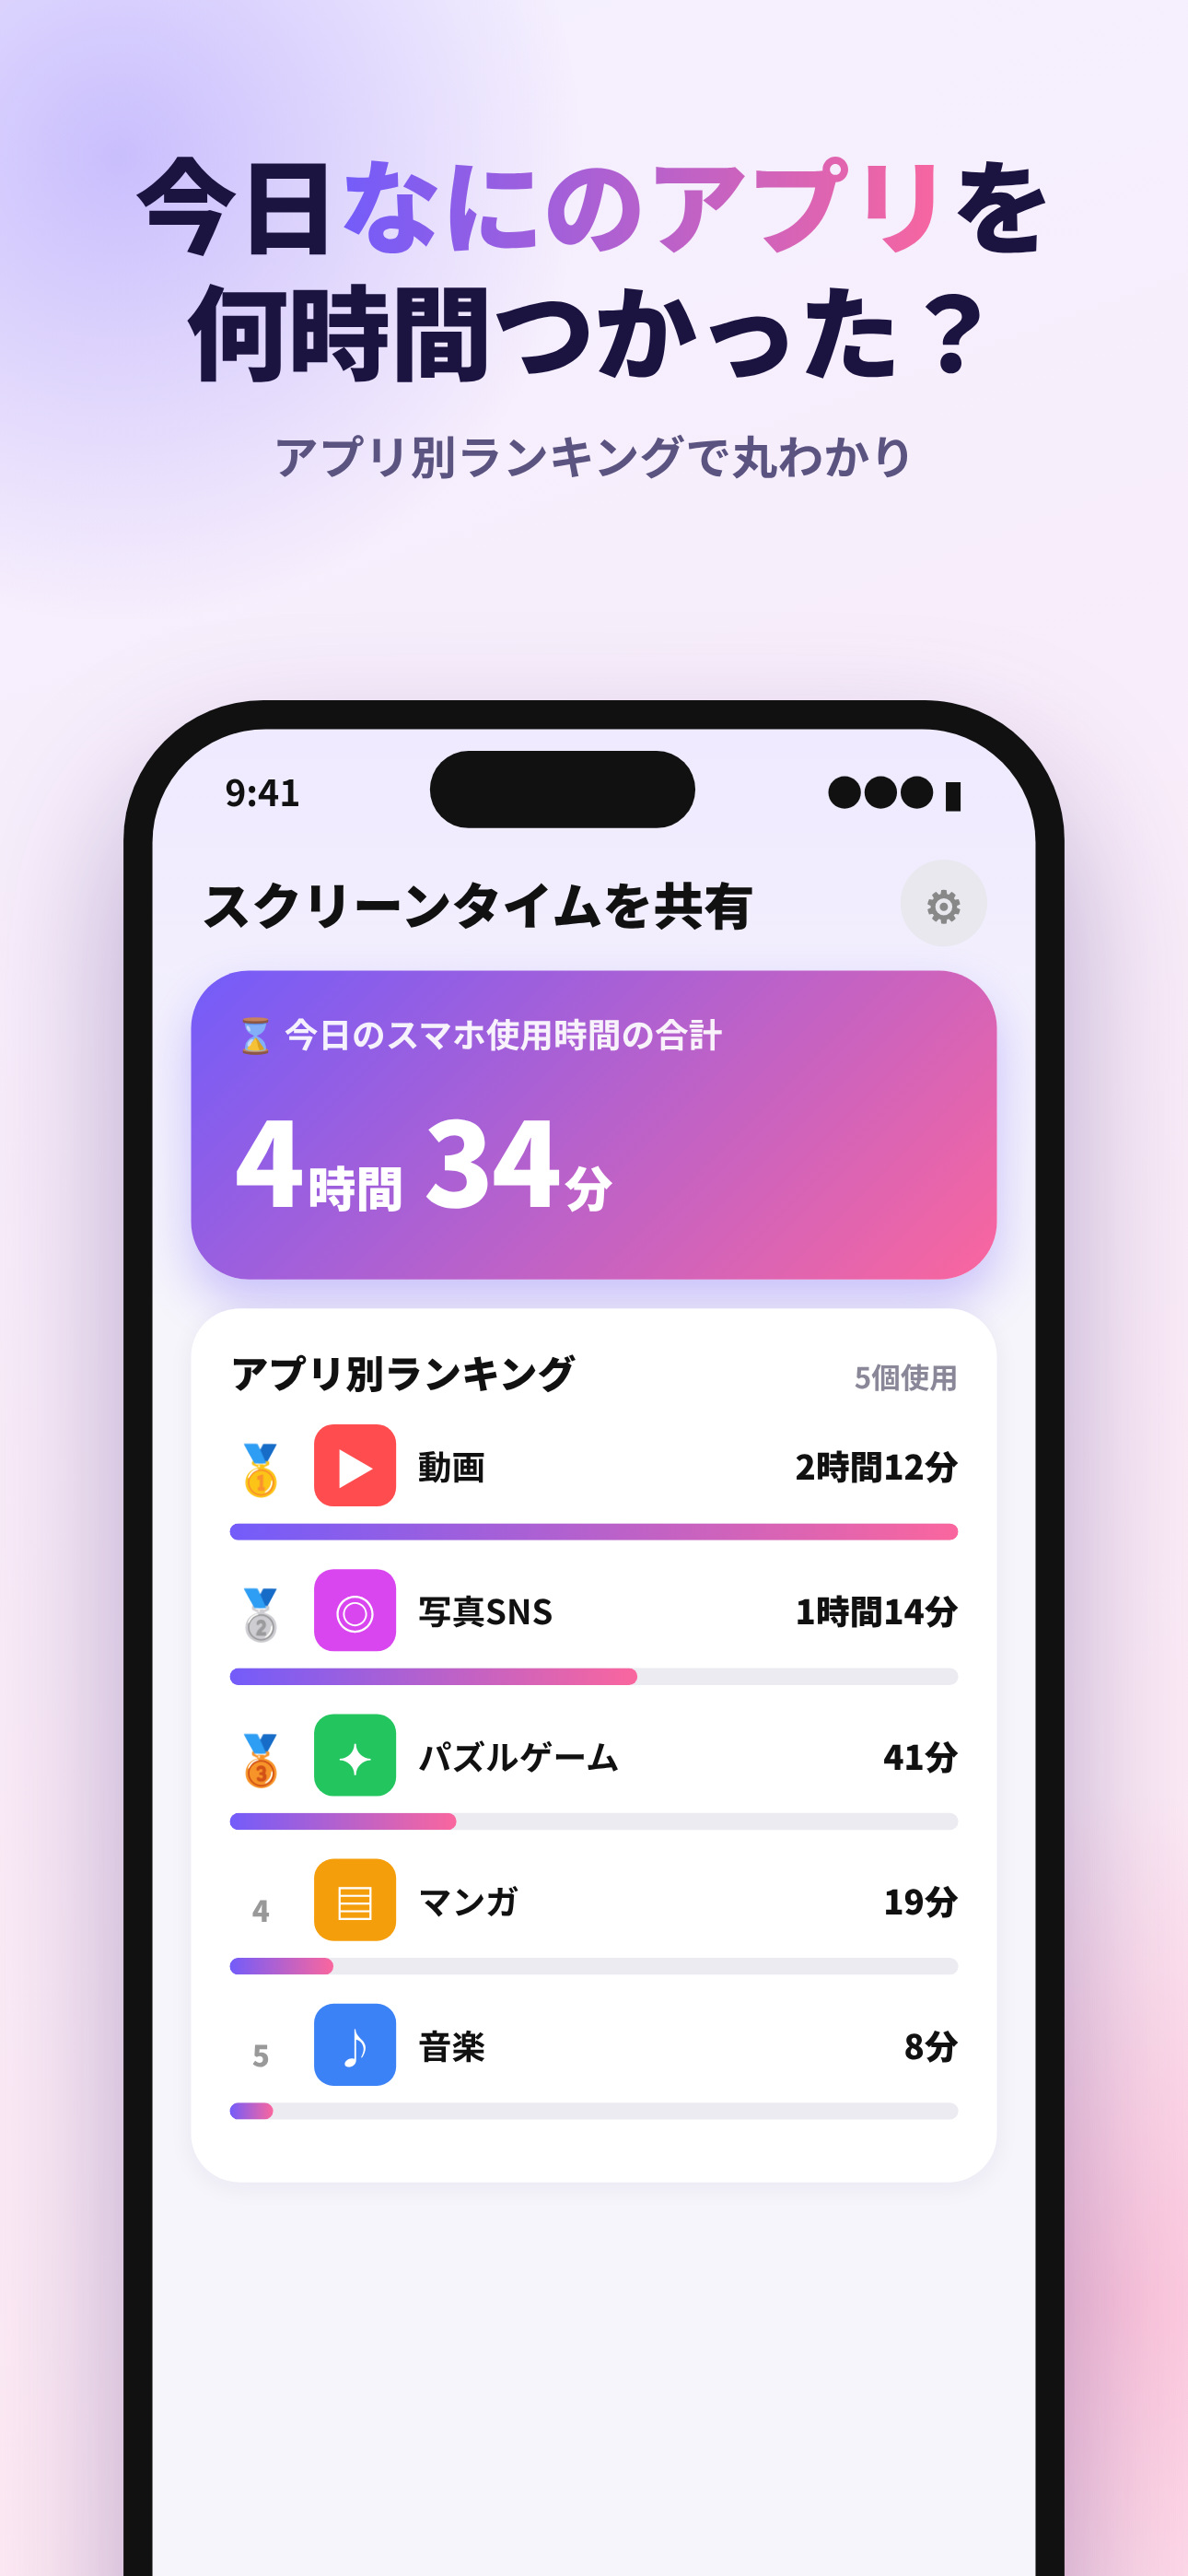 今日なにのアプリを
何時間つかった？
アプリ別ランキングで丸わかり
9:41
スクリーンタイムを共有
今日のスマホ使用時間の合計
4時間 34分
アプリ別ランキング 5個使用
1 動画 2時間12分
2 写真SNS 1時間14分
3 パズルゲーム 41分
4 マンガ 19分
5 音楽 8分